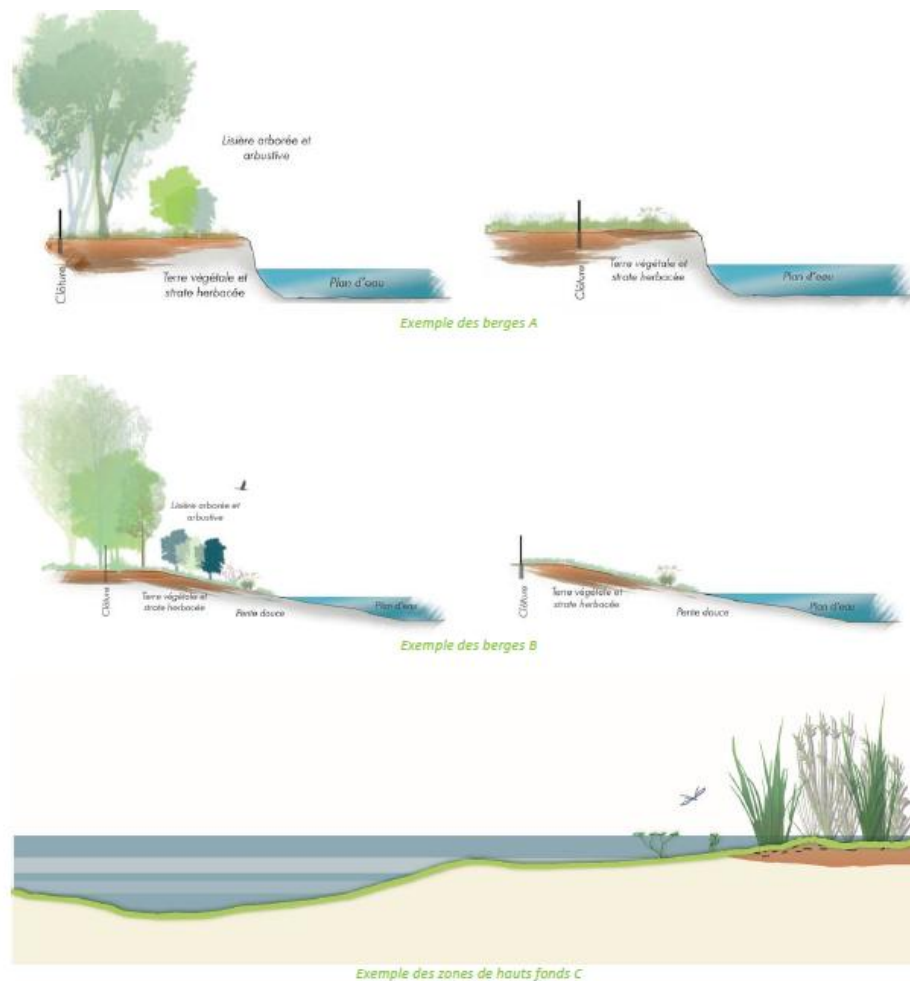 Lisière arborée et
arbustive
Clôture
Terre végétale et
strate herbacée
Plan d'eau
Clôture
Terre végétale et
strate herbacée
Plan d'eau
Exemple des berges A
Lisière arborée et
arbustive
Clôture
Terre végétale et
strate herbacée
Pente douce
Plan d'eau
Clôture
Terre végétale et
strate herbacée
Pente douce
Plan d'eau
Exemple des berges B
Exemple des zones de hauts fonds C